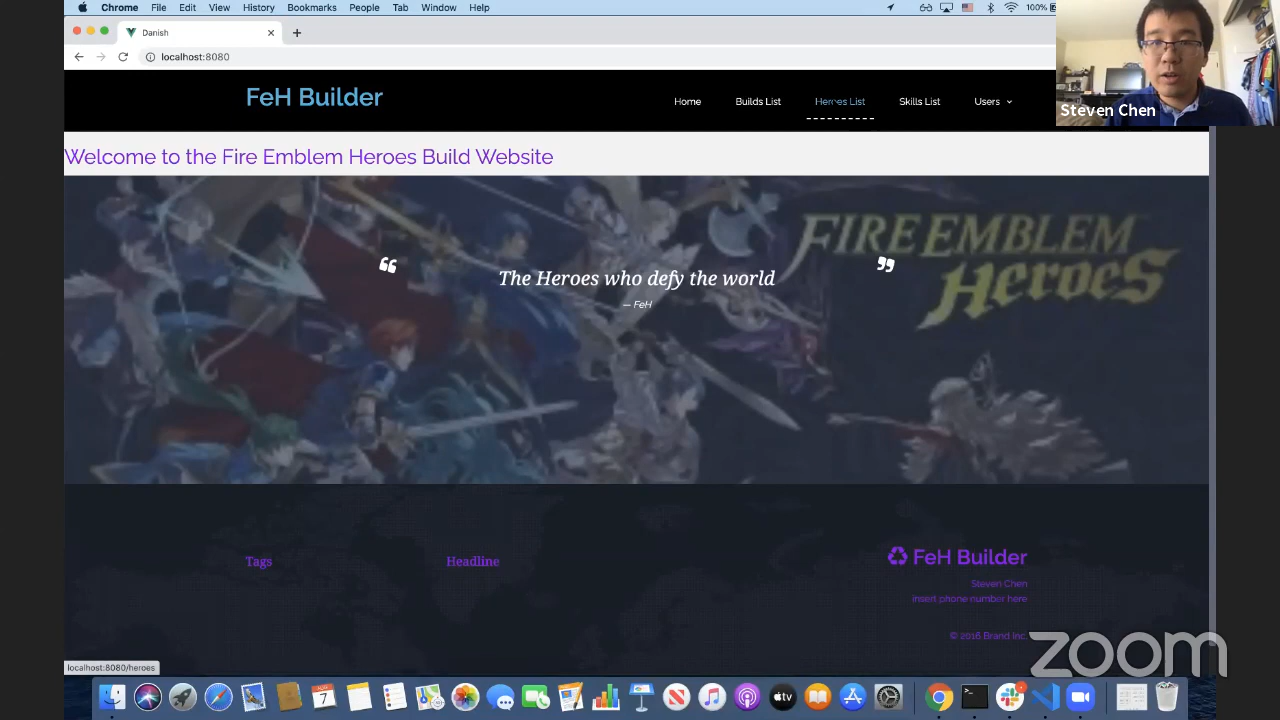 Chrome File Edit View History Bookmarks People Tab Window Help
100%
Danish
localhost:8080
FeH Builder
Home
Builds List
Heroes List
Skills List
Users
Steven Chen
Welcome to the Fire Emblem Heroes Build Website
FIRE EMBLEM
HEROES
“ The Heroes who defy the world ”
— FeH
Tags
Headline
FeH Builder
Steven Chen
insert phone number here
© 2016 Brand Inc.
zoom
localhost:8080/heroes
7
tv